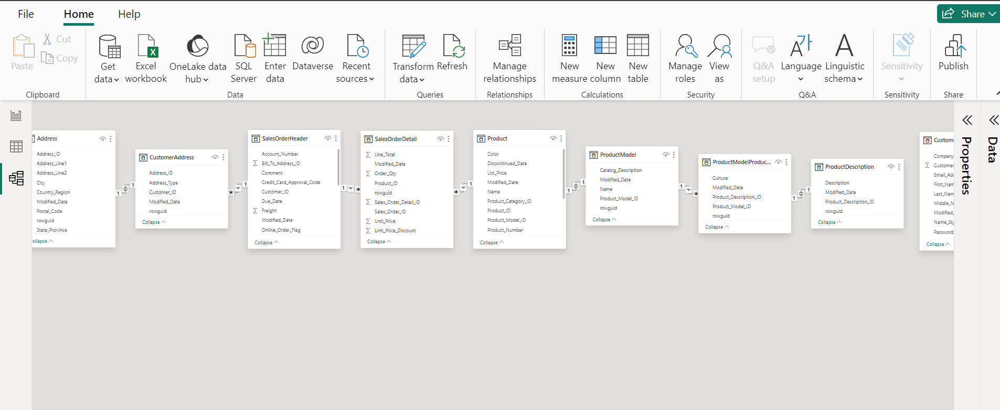 File
Home
Help
Share
Paste
Cut
Copy
Clipboard
Get data
Excel workbook
OneLake data hub
SQL Server
Enter data
Dataverse
Recent sources
Data
Transform data
Refresh
Queries
Manage relationships
Relationships
New measure
New column
New table
Calculations
Manage roles
View as
Security
Q&A setup
Language
Linguistic schema
Q&A
Sensitivity
Sensitivity
Publish
Share
Address
Address_ID
Address_Line1
Address_Line2
City
Country_Region
Modified_Date
Postal_Code
rowguid
State_Province
ollapse
1
1
CustomerAddress
Address_ID
Address_Type
Customer_ID
Modified_Date
rowguid
Collapse
*
1
SalesOrderHeader
Account_Number
Σ Bill_To_Address_ID
Comment
Credit_Card_Approval_Code
Customer_ID
Due_Date
Σ Freight
Modified_Date
Online_Order_Flag
Collapse
1
*
SalesOrderDetail
Σ Line_Total
Modified_Date
Σ Order_Qty
Product_ID
rowguid
Σ Sales_Order_Detail_ID
Sales_Order_ID
Σ Unit_Price
Σ Unit_Price_Discount
Collapse
*
1
Product
Color
Discontinued_Date
List_Price
Modified_Date
Name
Product_Category_ID
Product_ID
Product_Model_ID
Product_Number
Collapse
1
1
ProductModel
Catalog_Description
Modified_Date
Name
Product_Model_ID
rowguid
Collapse
1
*
ProductModelProduc...
Culture
Modified_Date
Product_Description_ID
Product_Model_ID
rowguid
Collapse
1
1
ProductDescription
Description
Modified_Date
Product_Description_ID
rowguid
Collapse
Custome
Company
Σ Customer
Email_Ad
First_Nam
Last_Nam
Middle_N
Modified_
Name_Sty
Password
Collapse
Properties
Data